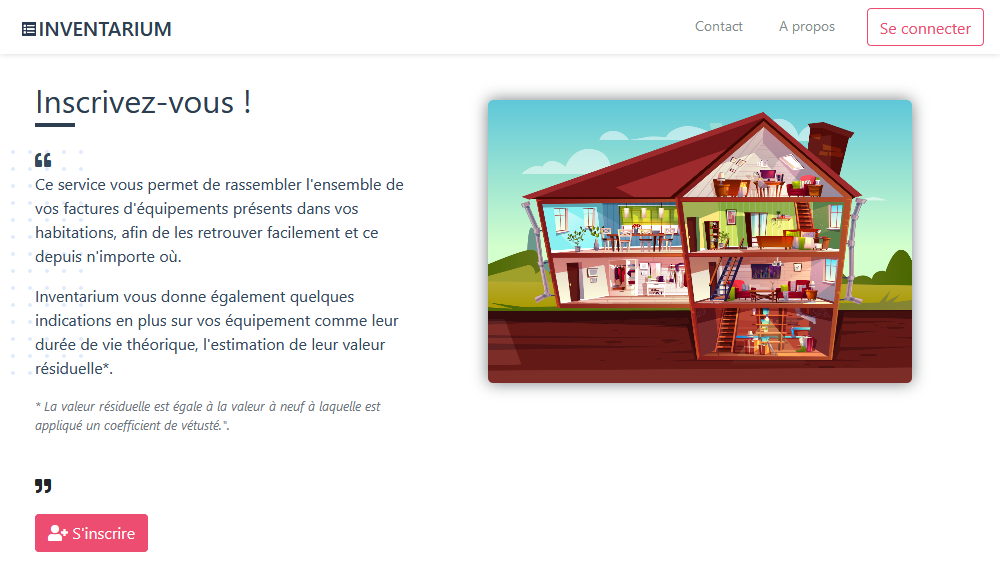 INVENTARIUM
Contact
A propos
Se connecter
Inscrivez-vous !
❝
Ce service vous permet de rassembler l'ensemble de
vos factures d'équipements présents dans vos
habitations, afin de les retrouver facilement et ce
depuis n'importe où.
Inventarium vous donne également quelques
indications en plus sur vos équipement comme leur
durée de vie théorique, l'estimation de leur valeur
résiduelle*.
* La valeur résiduelle est égale à la valeur à neuf à laquelle est
appliqué un coefficient de vétusté.".
❞
S'inscrire